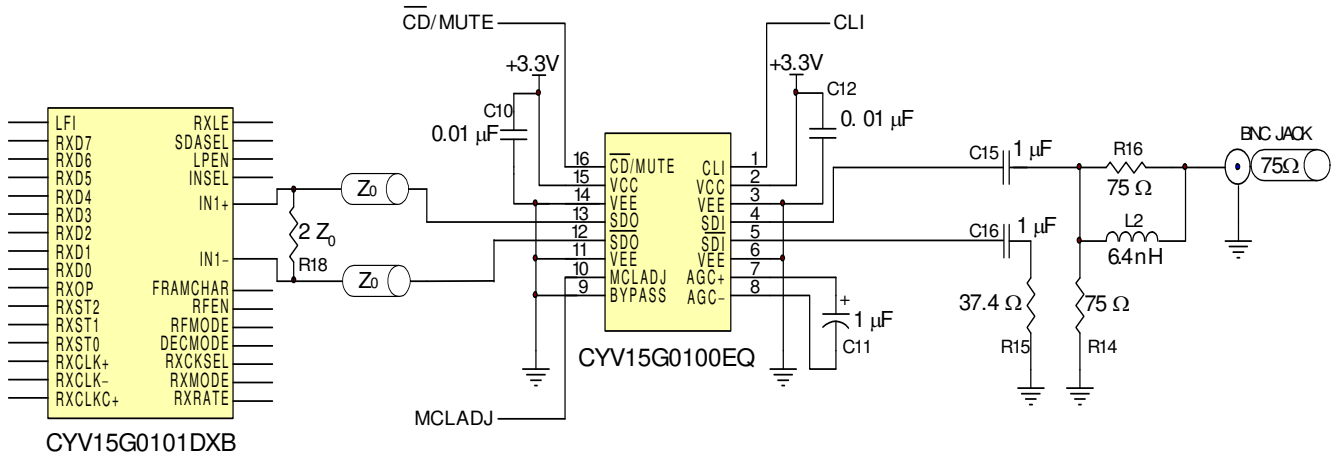 CD/MUTE
CLI
+3.3V
+3.3V
C10
0.01 µF
C12
0. 01 µF
LFI
RXD7
RXD6
RXD5
RXD4
RXD3
RXD2
RXD1
RXD0
RXOP
RXST2
RXST1
RXST0
RXCLK+
RXCLK-
RXCLKC+
RXLE
SDASEL
LPEN
INSEL
IN1+
IN1-
FRAMCHAR
RFEN
RFMODE
DECMODE
RXCKSEL
RXMODE
RXRATE
CYV15G0101DXB
2 Z0
R18
Z0
Z0
16
15
14
13
12
11
10
9
CD/MUTE
VCC
VEE
SDO
SDO
VEE
MCLADJ
BYPASS
CLI
VCC
VEE
SDI
SDI
VEE
AGC+
AGC-
1
2
3
4
5
6
7
8
CYV15G0100EQ
MCLADJ
+
1 µF
C11
C15
1 µF
C16
1 µF
37.4 Ω
R15
R16
75 Ω
L2
6.4nH
75 Ω
R14
BNC JACK
75Ω